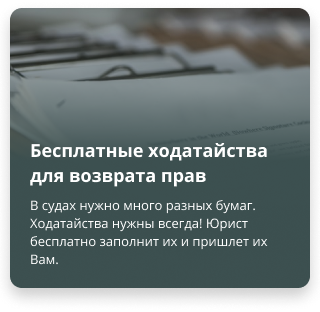 Бесплатные ходатайства
для возврата прав
В судах нужно много разных бумаг.
Ходатайства нужны всегда! Юрист
бесплатно заполнит их и пришлет их
Вам.